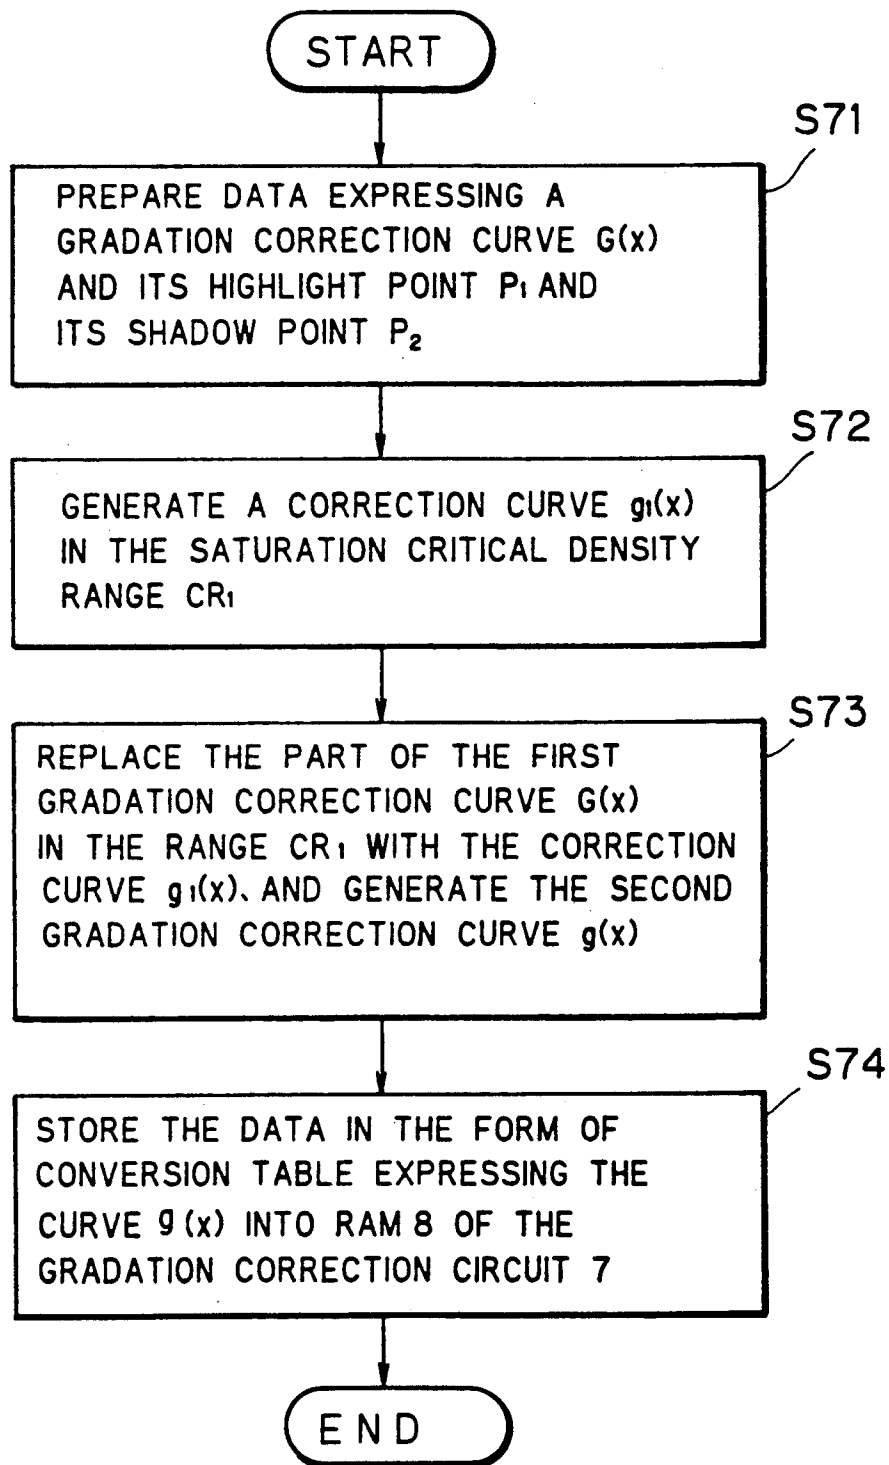 START
S71
PREPARE DATA EXPRESSING A
GRADATION CORRECTION CURVE G(x)
AND ITS HIGHLIGHT POINT P₁ AND
ITS SHADOW POINT P₂
S72
GENERATE A CORRECTION CURVE g₁(x)
IN THE SATURATION CRITICAL DENSITY
RANGE CR₁
S73
REPLACE THE PART OF THE FIRST
GRADATION CORRECTION CURVE G(x)
IN THE RANGE CR₁ WITH THE CORRECTION
CURVE g₁(x), AND GENERATE THE SECOND
GRADATION CORRECTION CURVE g(x)
S74
STORE THE DATA IN THE FORM OF
CONVERSION TABLE EXPRESSING THE
CURVE g(x) INTO RAM 8 OF THE
GRADATION CORRECTION CIRCUIT 7
END